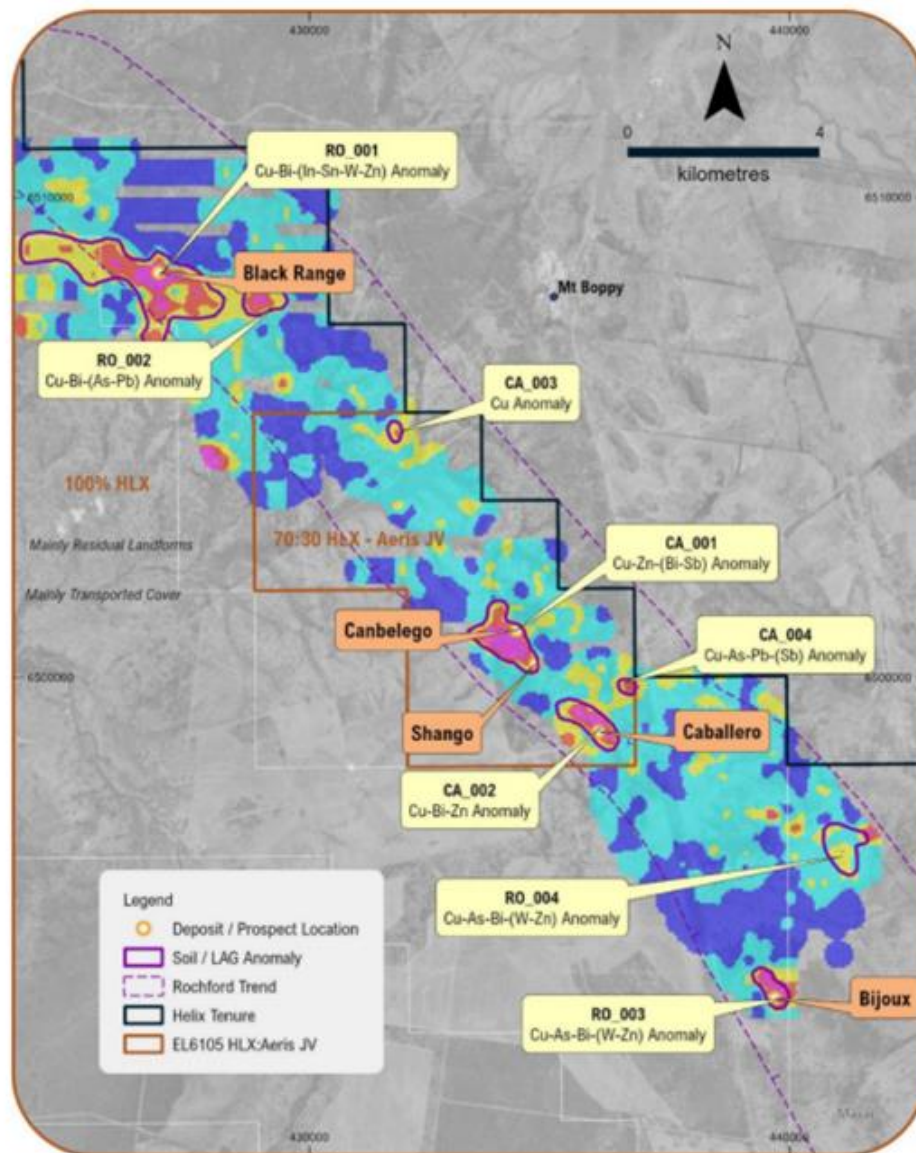 430000
440000
N
0
4
kilometres
RO_001
Cu-Bi-(In-Sn-W-Zn) Anomaly
6510000
6510000
Black Range
Mt Boppy
RO_002
Cu-Bi-(As-Pb) Anomaly
CA_003
Cu Anomaly
100% HLX
70:30 HLX - Aeris JV
Mainly Residual Landforms
CA_001
Cu-Zn-(Bi-Sb) Anomaly
Mainly Transported Cover
Canbelego
CA_004
Cu-As-Pb-(Sb) Anomaly
6500000
6500000
Shango
Caballero
CA_002
Cu-Bi-Zn Anomaly
RO_004
Cu-As-Bi-(W-Zn) Anomaly
Legend
Deposit / Prospect Location
Soil / LAG Anomaly
Rochford Trend
Helix Tenure
EL6105 HLX:Aeris JV
Bijoux
RO_003
Cu-As-Bi-(W-Zn) Anomaly
430000
440000